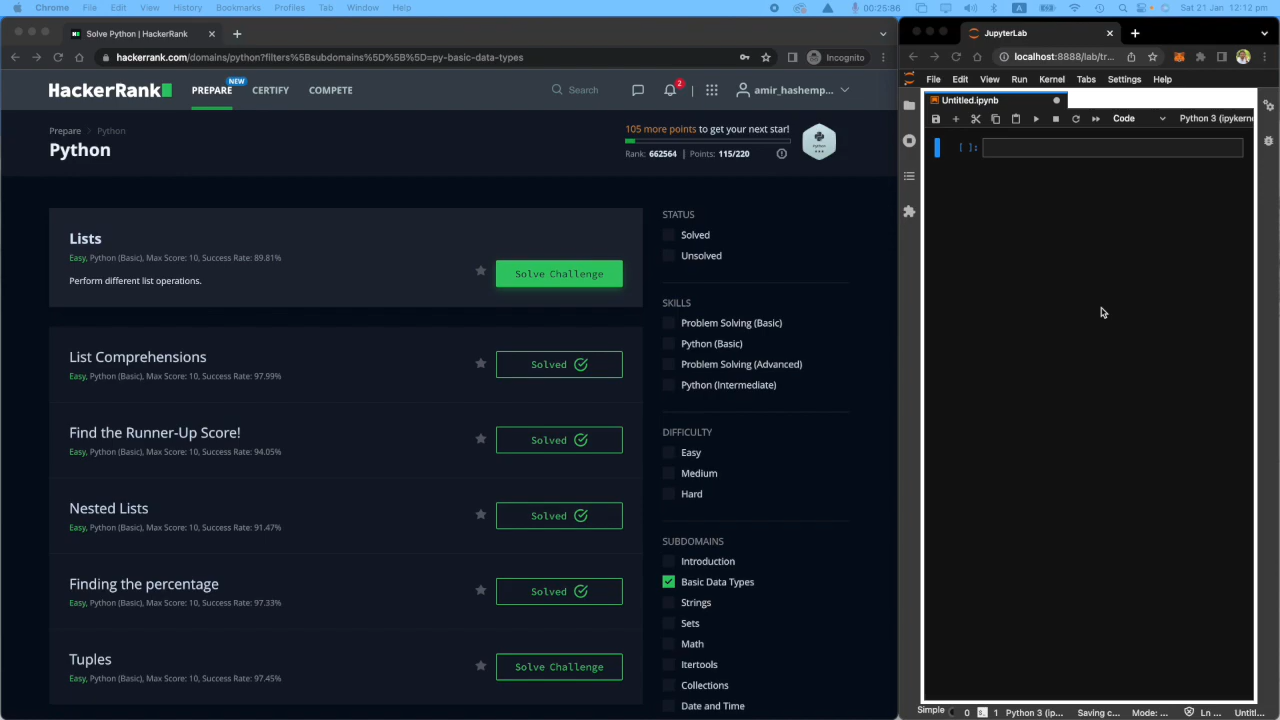 Chrome File Edit View History Bookmarks Profiles Tab Window Help 00:25:86 A Sat 21 Jan 12:12 pm
Solve Python | HackerRank
hackerrank.com/domains/python?filters%5Bsubdomains%5D%5B%5D=py-basic-data-types
Incognito
HackerRank
PREPARE
NEW
CERTIFY
COMPETE
Search
2
amir_hashemp...
Prepare > Python
Python
105 more points to get your next star!
Rank: 662564 | Points: 115/220
Python
Lists
Easy, Python (Basic), Max Score: 10, Success Rate: 89.81%
Perform different list operations.
Solve Challenge
List Comprehensions
Easy, Python (Basic), Max Score: 10, Success Rate: 97.99%
Solved
Find the Runner-Up Score!
Easy, Python (Basic), Max Score: 10, Success Rate: 94.05%
Solved
Nested Lists
Easy, Python (Basic), Max Score: 10, Success Rate: 91.47%
Solved
Finding the percentage
Easy, Python (Basic), Max Score: 10, Success Rate: 97.33%
Solved
Tuples
Easy, Python (Basic), Max Score: 10, Success Rate: 97.45%
Solve Challenge
STATUS
Solved
Unsolved
SKILLS
Problem Solving (Basic)
Python (Basic)
Problem Solving (Advanced)
Python (Intermediate)
DIFFICULTY
Easy
Medium
Hard
SUBDOMAINS
Introduction
Basic Data Types
Strings
Sets
Math
Itertools
Collections
Date and Time
JupyterLab
localhost:8888/lab/tr...
File Edit View Run Kernel Tabs Settings Help
Untitled.ipynb
Code Python 3 (ipykern
[ ]:
Simple 0 1 Python 3 (ip... Saving c... Mode: ... Ln ... Untitl...